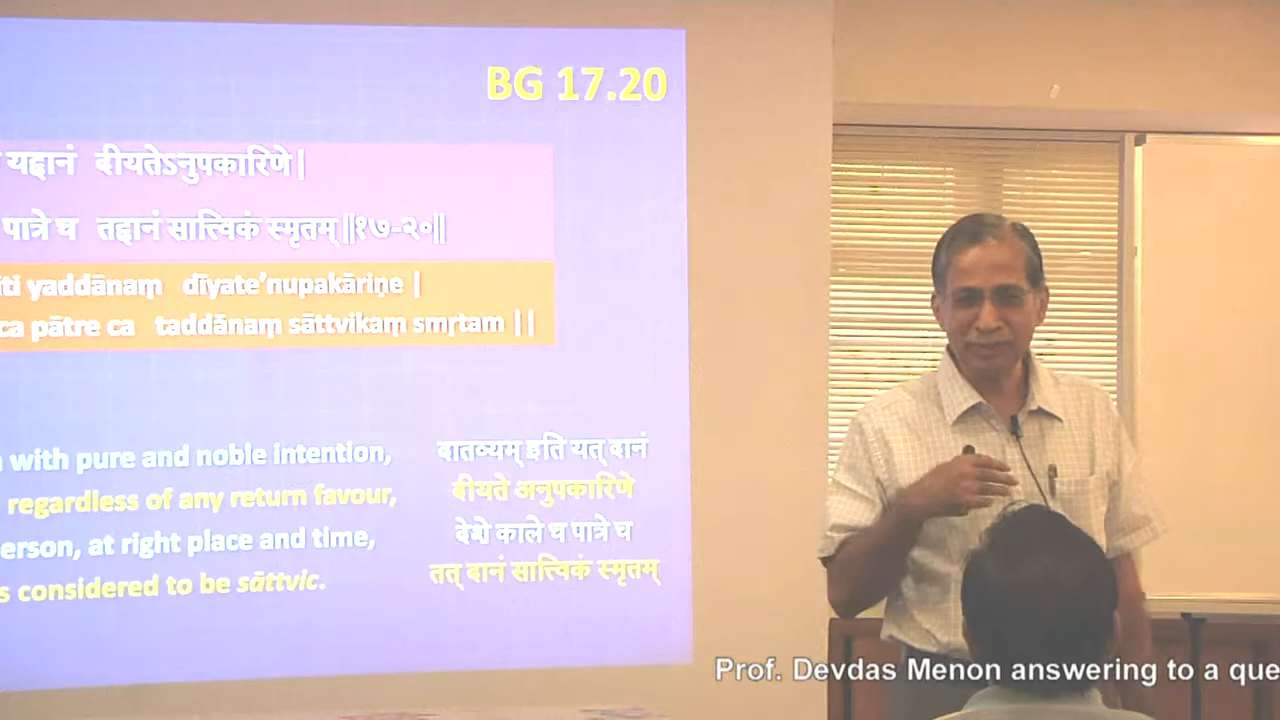 BG 17.20
यद्दानं दीयतेऽनुपकारिणे|
पात्रे च तद्दानं सात्त्विकं स्मृतम्||१७-२०||
iti yaddānaṃ dīyate’nupakāriṇe |
ca pātre ca taddānaṃ sāttvikaṃ smṛtam ||
with pure and noble intention,
regardless of any return favour,
erson, at right place and time,
s considered to be sāttvic.
दातव्यम् इति यत् दानं
दीयते अनुपकारिणे
देशे काले च पात्रे च
तत् दानं सात्त्विकं स्मृतम्
Prof. Devdas Menon answering to a que